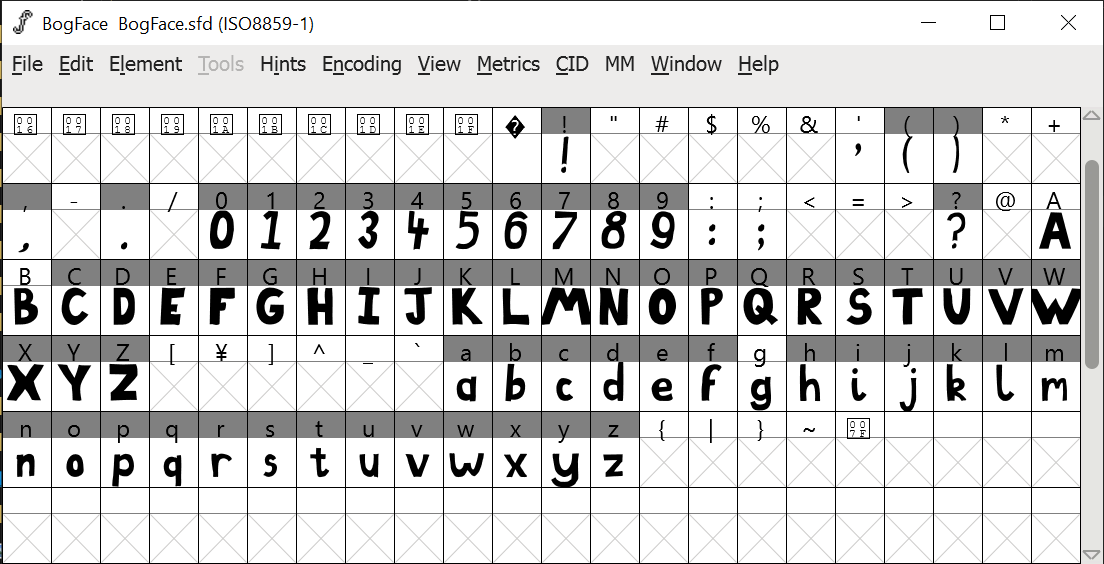 BogFace BogFace.sfd (ISO8859-1)
File Edit Element Tools Hints Encoding View Metrics CID MM Window Help
0016 0017 0018 0019 001A 001B 001C 001D 001E 001F � ! " # $ % & ' ( ) * +
! ' ( )
, - . / 0 1 2 3 4 5 6 7 8 9 : ; < = > ? @ A
, . 0 1 2 3 4 5 6 7 8 9 : ; ? A
B C D E F G H I J K L M N O P Q R S T U V W
B C D E F G H I J K L M N O P Q R S T U V W
X Y Z [ ¥ ] ^ _ ` a b c d e f g h i j k l m
X Y Z a b c d e f g h i j k l m
n o p q r s t u v w x y z { | } ~ 007F
n o p q r s t u v w x y z